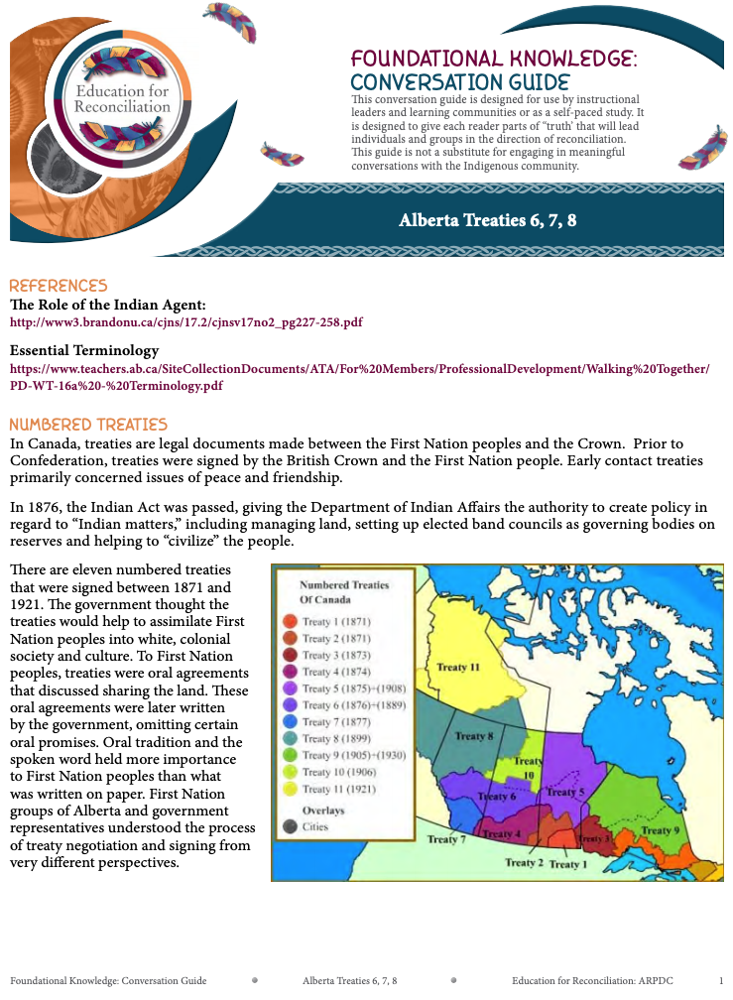 Education for
Reconciliation
FOUNDATIONAL KNOWLEDGE:
CONVERSATION GUIDE
This conversation guide is designed for use by instructional
leaders and learning communities or as a self-paced study. It
is designed to give each reader parts of “truth’ that will lead
individuals and groups in the direction of reconciliation.
This guide is not a substitute for engaging in meaningful
conversations with the Indigenous community.
Alberta Treaties 6, 7, 8
REFERENCES
The Role of the Indian Agent:
http://www3.brandonu.ca/cjns/17.2/cjnsv17no2_pg227-258.pdf
Essential Terminology
https://www.teachers.ab.ca/SiteCollectionDocuments/ATA/For%20Members/ProfessionalDevelopment/Walking%20Together/
PD-WT-16a%20-%20Terminology.pdf
NUMBERED TREATIES
In Canada, treaties are legal documents made between the First Nation peoples and the Crown.  Prior to
Confederation, treaties were signed by the British Crown and the First Nation people. Early contact treaties
primarily concerned issues of peace and friendship.
In 1876, the Indian Act was passed, giving the Department of Indian Affairs the authority to create policy in
regard to “Indian matters,” including managing land, setting up elected band councils as governing bodies on
reserves and helping to “civilize” the people.
There are eleven numbered treaties
that were signed between 1871 and
1921. The government thought the
treaties would help to assimilate First
Nation peoples into white, colonial
society and culture. To First Nation
peoples, treaties were oral agreements
that discussed sharing the land. These
oral agreements were later written
by the government, omitting certain
oral promises. Oral tradition and the
spoken word held more importance
to First Nation peoples than what
was written on paper. First Nation
groups of Alberta and government
representatives understood the process
of treaty negotiation and signing from
very different perspectives.
Numbered Treaties
Of Canada
Treaty 1 (1871)
Treaty 2 (1871)
Treaty 3 (1873)
Treaty 4 (1874)
Treaty 5 (1875)-(1908)
Treaty 6 (1876)-(1889)
Treaty 7 (1877)
Treaty 8 (1899)
Treaty 9 (1905)-(1930)
Treaty 10 (1906)
Treaty 11 (1921)
Overlays
Cities
Treaty 11
Treaty 8
Treaty
10
Treaty 6
Treaty 5
Treaty 7
Treaty 4
Treaty 3
Treaty 9
Treaty 2
Treaty 1
Foundational Knowledge: Conversation Guide
Alberta Treaties 6, 7, 8
Education for Reconciliation: ARPDC
1